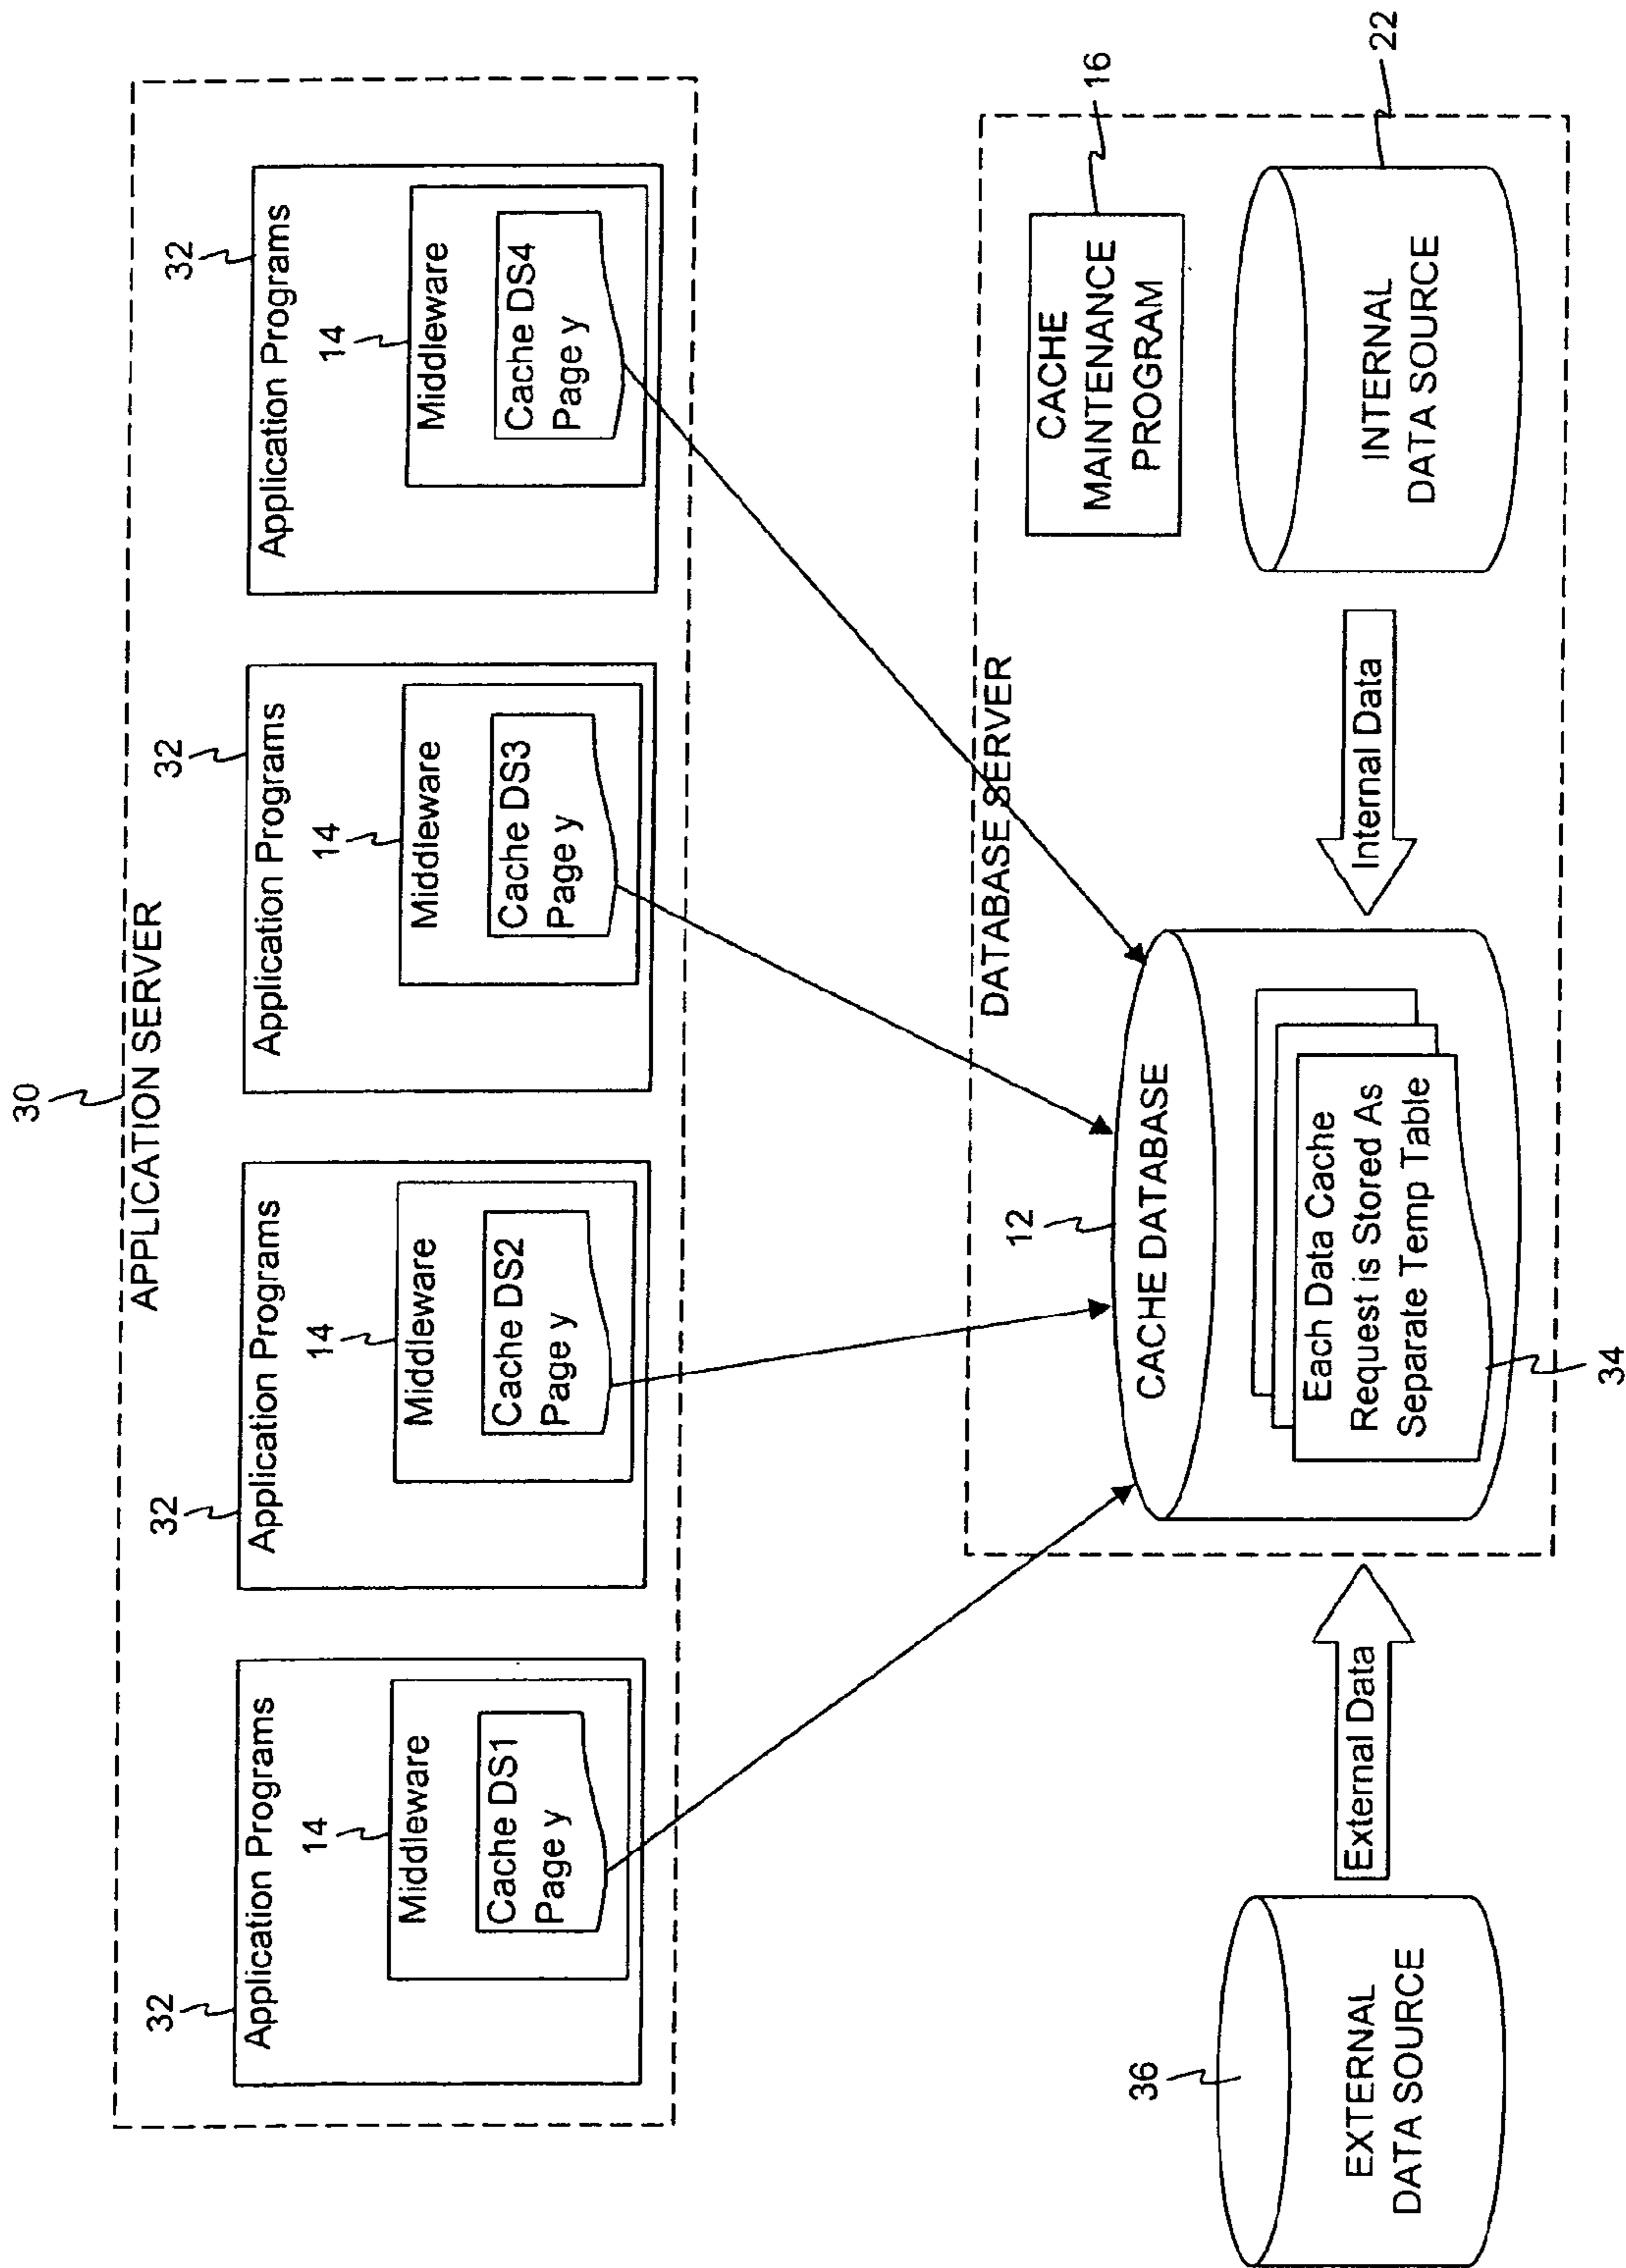 30
APPLICATION SERVER
32
Application Programs
14
Middleware
Cache DS1
Page y
32
Application Programs
14
Middleware
Cache DS2
Page y
32
Application Programs
14
Middleware
Cache DS3
Page y
32
Application Programs
14
Middleware
Cache DS4
Page y
DATABASE SERVER
12
CACHE DATABASE
Each Data Cache
Request is Stored As
Separate Temp Table
34
CACHE
MAINTENANCE
PROGRAM
16
INTERNAL
DATA SOURCE
22
Internal Data
External Data
36
EXTERNAL
DATA SOURCE